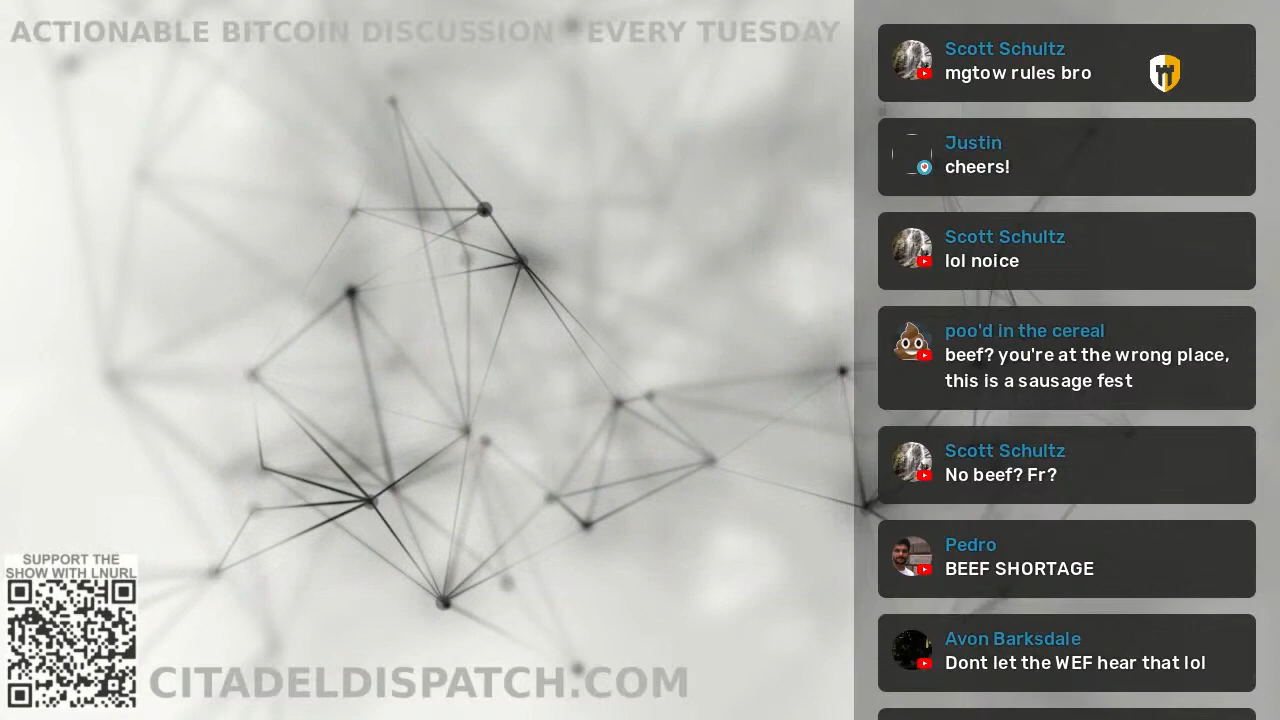 ACTIONABLE BITCOIN DISCUSSION • EVERY TUESDAY
Scott Schultz
mgtow rules bro
Justin
cheers!
Scott Schultz
lol noice
poo'd in the cereal
beef? you're at the wrong place,
this is a sausage fest
Scott Schultz
No beef? Fr?
Pedro
BEEF SHORTAGE
Avon Barksdale
Dont let the WEF hear that lol
SUPPORT THE
SHOW WITH LNURL
CITADELDISPATCH.COM